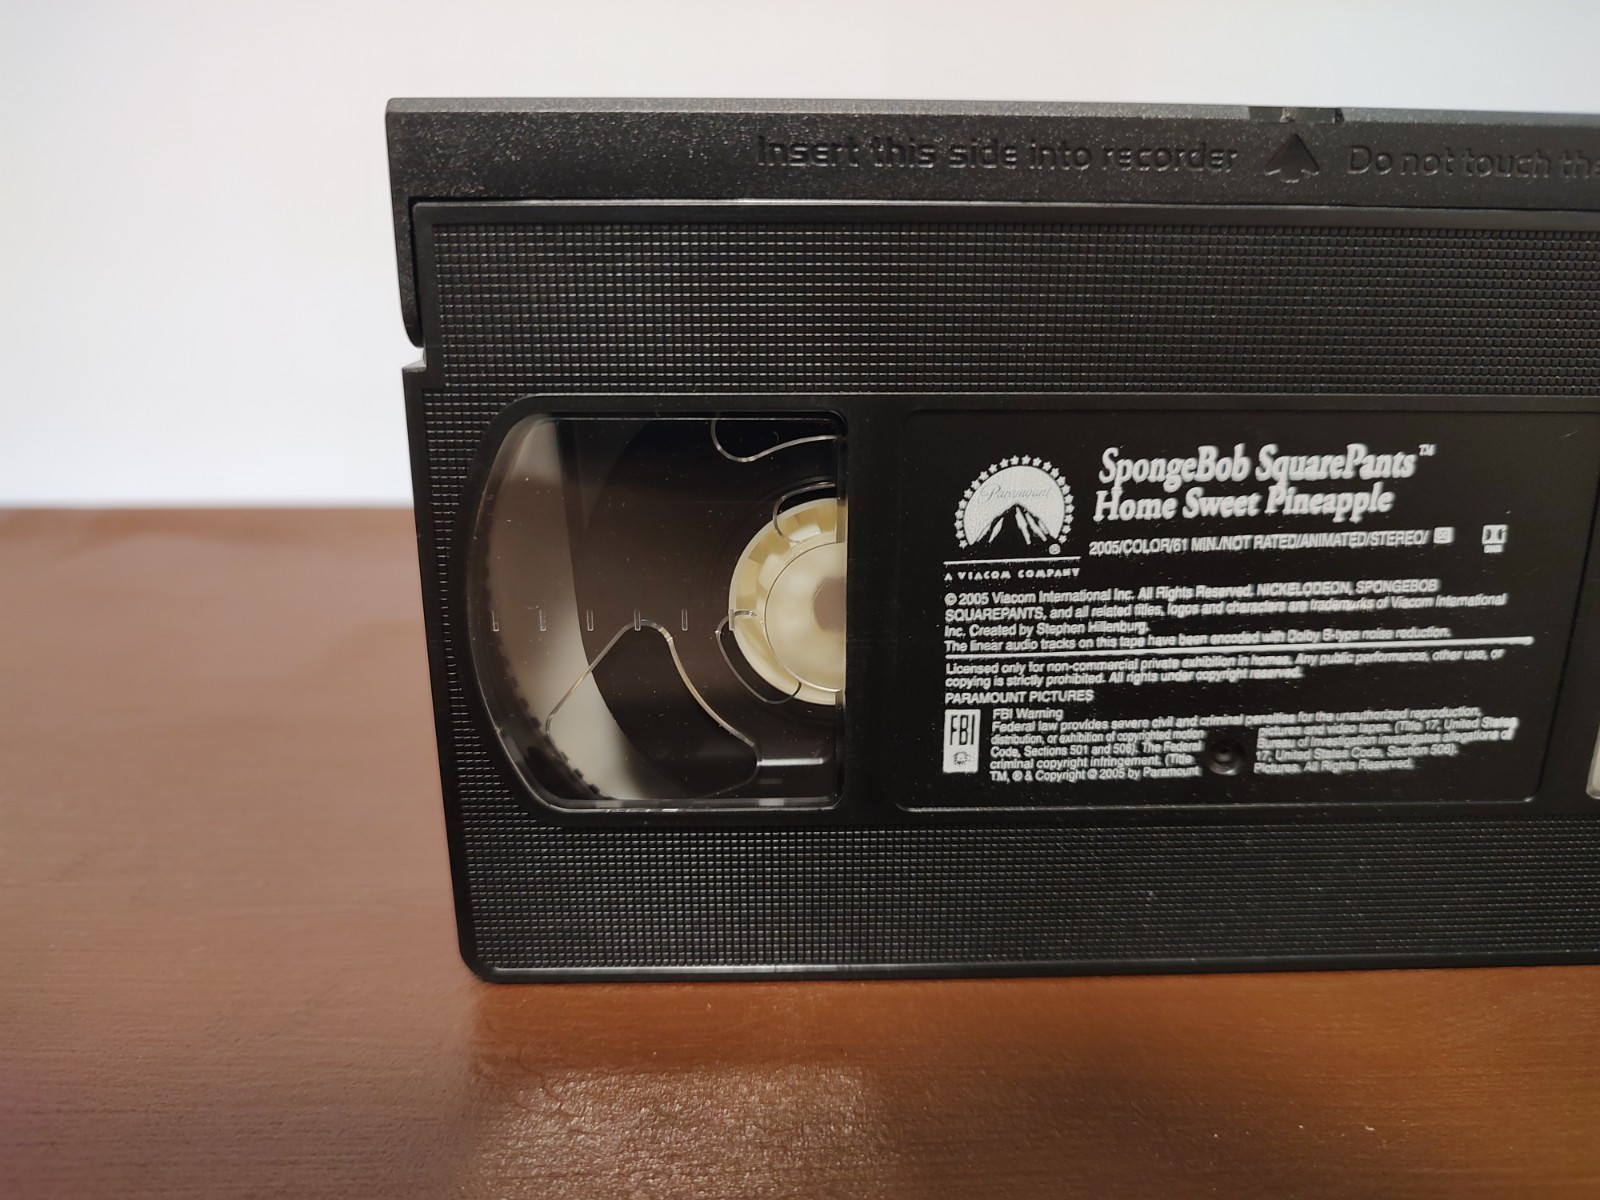 Insert this side into recorder Do not touch the
SpongeBob SquarePants™
Home Sweet Pineapple
Paramount
®
A VIACOM COMPANY
2005/COLOR/61 MIN./NOT RATED/ANIMATED/STEREO/
© 2005 Viacom International Inc. All Rights Reserved. NICKELODEON, SPONGEBOB
SQUAREPANTS, and all related titles, logos and characters are trademarks of Viacom International
Inc. Created by Stephen Hillenburg.
The linear audio tracks on this tape have been encoded with Dolby B-type noise reduction.
Licensed only for non-commercial private exhibition in homes. Any public performance, other use, or
copying is strictly prohibited. All rights under copyright reserved.
PARAMOUNT PICTURES
FBI
FBI Warning
Federal law provides severe civil and criminal penalties for the unauthorized reproduction,
distribution, or exhibition of copyrighted motion pictures and video tapes. (Title 17, United States
Code, Sections 501 and 506). The Federal Bureau of Investigation investigates allegations of
criminal copyright infringement. (Title 17, United States Code, Section 506).
TM, ® & Copyright © 2005 by Paramount Pictures. All Rights Reserved.